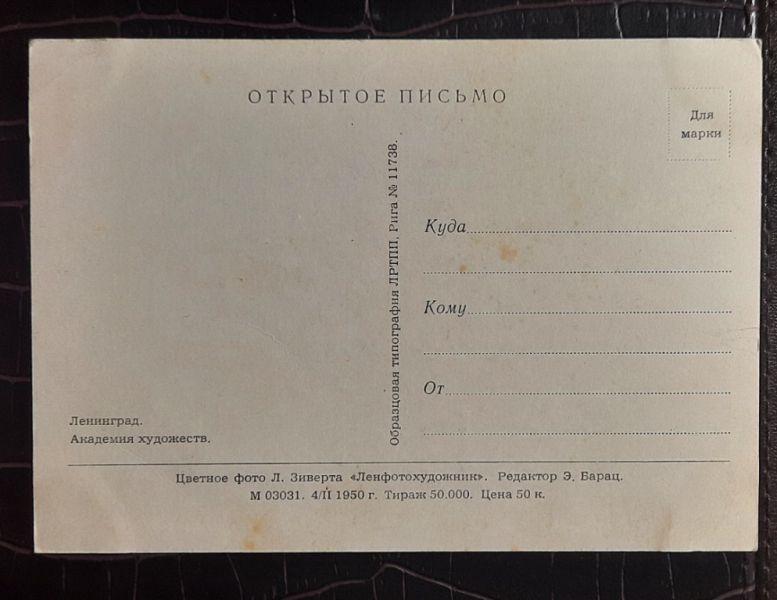 ОТКРЫТОЕ ПИСЬМО
Для
марки
Образцовая типография ЛРТПП, Рига № 11738.
Куда
Кому
От
Ленинград.
Академия художеств.
Цветное фото Л. Зиверта «Ленфотохудожник». Редактор Э. Барац.
М 03031. 4/II 1950 г. Тираж 50.000. Цена 50 к.